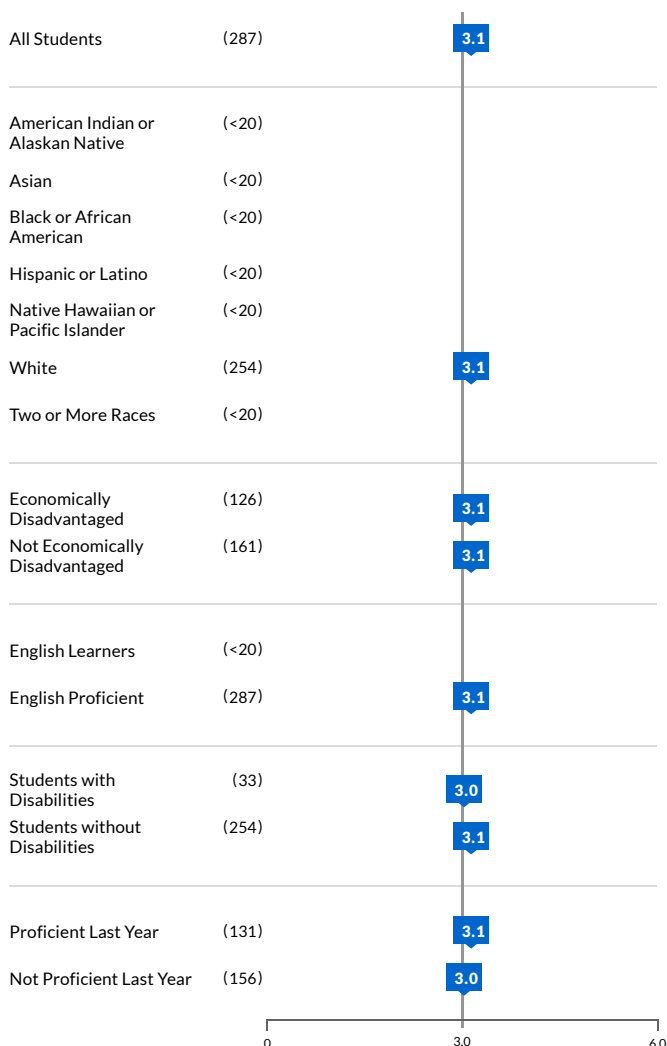 All Students (287) 3.1
American Indian or (<20)
Alaskan Native
Asian (<20)
Black or African (<20)
American
Hispanic or Latino (<20)
Native Hawaiian or (<20)
Pacific Islander
White (254) 3.1
Two or More Races (<20)
Economically (126) 3.1
Disadvantaged
Not Economically (161) 3.1
Disadvantaged
English Learners (<20)
English Proficient (287) 3.1
Students with (33) 3.0
Disabilities
Students without (254) 3.1
Disabilities
Proficient Last Year (131) 3.1
Not Proficient Last Year (156) 3.0
0 3.0 6.0